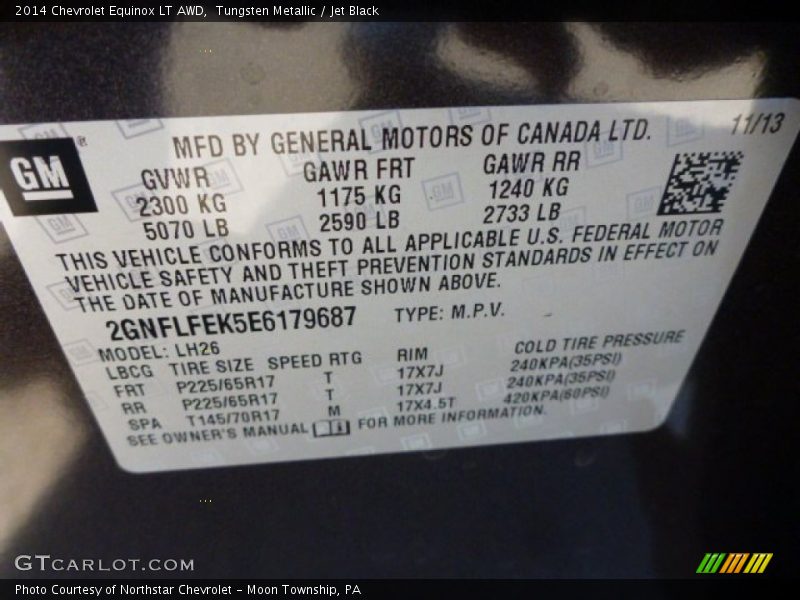 2014 Chevrolet Equinox LT AWD, Tungsten Metallic / Jet Black
11/13
MFD BY GENERAL MOTORS OF CANADA LTD.
GM
GVWR GAWR FRT GAWR RR
2300 KG 1175 KG 1240 KG
5070 LB 2590 LB 2733 LB
THIS VEHICLE CONFORMS TO ALL APPLICABLE U.S. FEDERAL MOTOR
VEHICLE SAFETY AND THEFT PREVENTION STANDARDS IN EFFECT ON
THE DATE OF MANUFACTURE SHOWN ABOVE.
2GNFLFEK5E6179687 TYPE: M.P.V.
MODEL: LH26
LBCG TIRE SIZE SPEED RTG RIM COLD TIRE PRESSURE
FRT P225/65R17 T 17X7J 240KPA(35PSI)
RR P225/65R17 T 17X7J 240KPA(35PSI)
SPA T145/70R17 M 17X4.5T 420KPA(60PSI)
SEE OWNER'S MANUAL FOR MORE INFORMATION.
GTCARLOT.COM
Photo Courtesy of Northstar Chevrolet - Moon Township, PA